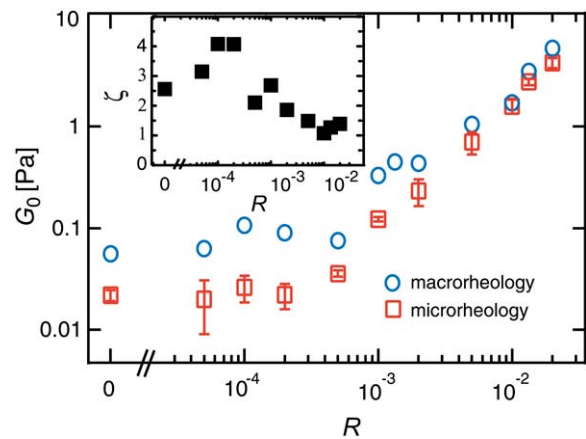 4
3
ζ 2
1
0
0 10⁻⁴ 10⁻³ 10⁻²
R
1
G₀ [Pa]
0.1
0.01
macrorheology
microrheology
0 10⁻⁴ 10⁻³ 10⁻²
R